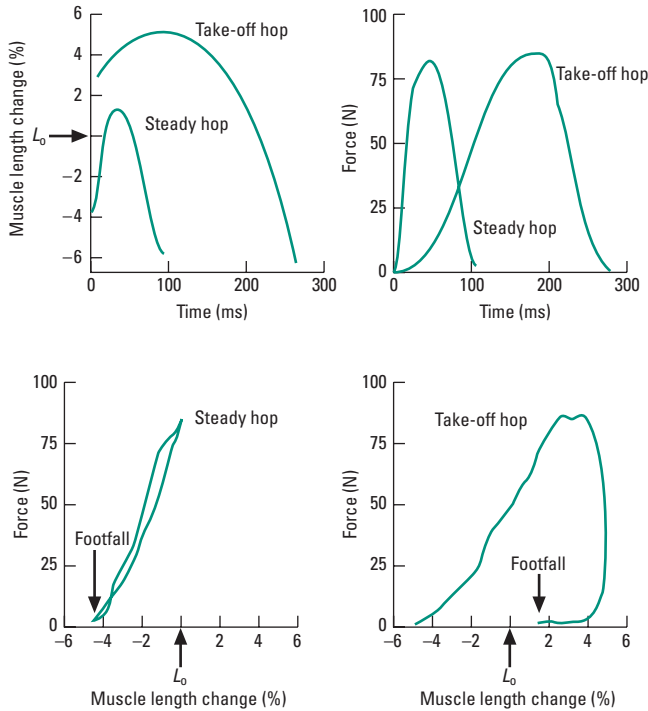 Muscle length change (%)
6
4
2
0
−2
−4
−6
L₀
Take-off hop
Steady hop
0 100 200 300
Time (ms)
Force (N)
100
75
50
25
0
Take-off hop
Steady hop
0 100 200 300
Time (ms)
Force (N)
100
75
50
25
0
Steady hop
Footfall
−6 −4 −2 0 2 4 6
L₀
Muscle length change (%)
Force (N)
100
75
50
25
0
Take-off hop
Footfall
−6 −4 −2 0 2 4 6
L₀
Muscle length change (%)